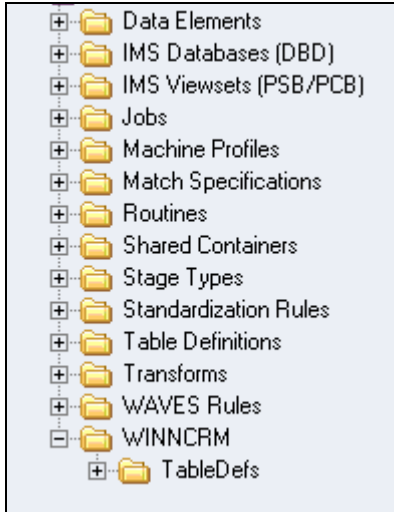 Data Elements
IMS Databases (DBD)
IMS Viewsets (PSB/PCB)
Jobs
Machine Profiles
Match Specifications
Routines
Shared Containers
Stage Types
Standardization Rules
Table Definitions
Transforms
WAVES Rules
WINNCRM
TableDefs